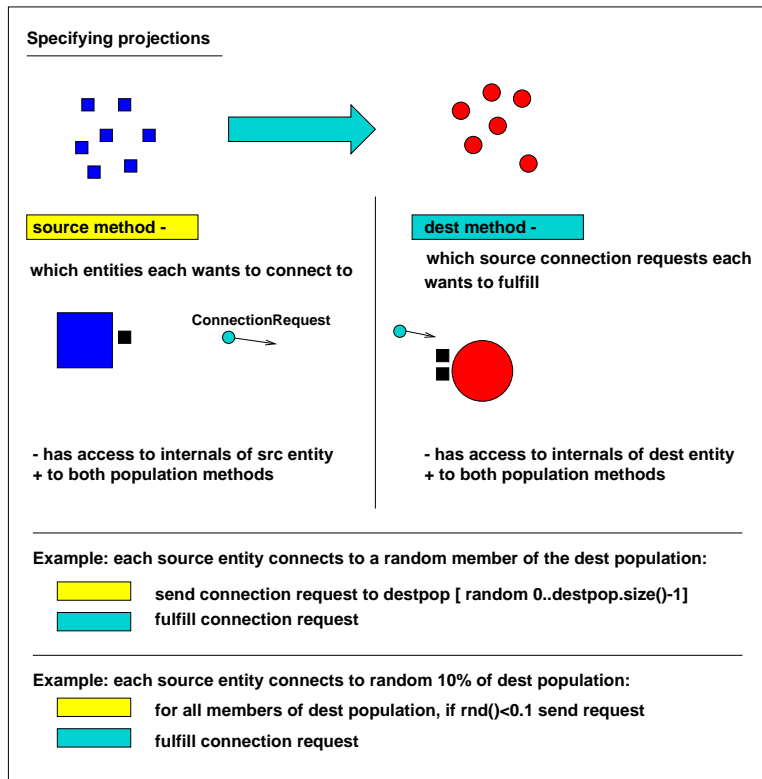 Specifying projections
source method -
which entities each wants to connect to
ConnectionRequest
- has access to internals of src entity
+ to both population methods
dest method -
which source connection requests each
wants to fulfill
- has access to internals of dest entity
+ to both population methods
Example: each source entity connects to a random member of the dest population:
send connection request to destpop [ random 0..destpop.size()-1]
fulfill connection request
Example: each source entity connects to random 10% of dest population:
for all members of dest population, if rnd()<0.1 send request
fulfill connection request